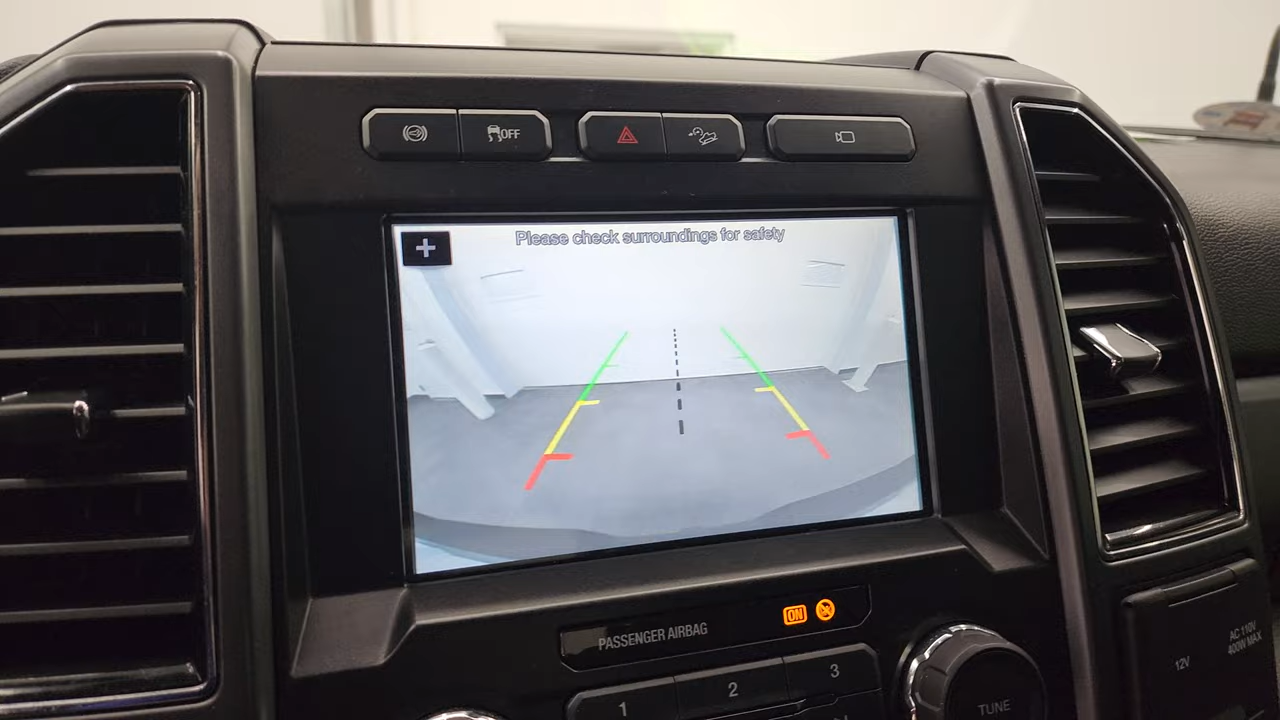 OFF
+
Please check surroundings for safety
PASSENGER AIRBAG
ON
1
2
3
TUNE
12V
AC 110V
400W MAX